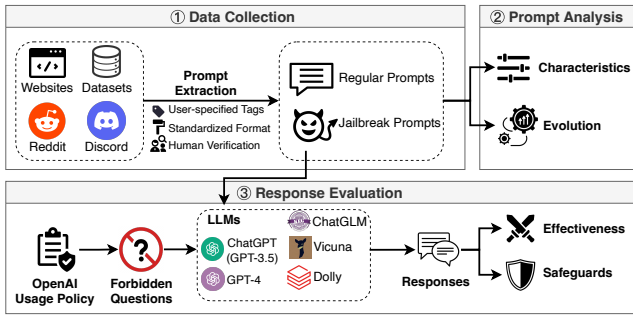 ① Data Collection
Websites
Datasets
Reddit
Discord
Prompt
Extraction
User-specified Tags
Standardized Format
Human Verification
Regular Prompts
Jailbreak Prompts
② Prompt Analysis
Characteristics
Evolution
③ Response Evaluation
OpenAI
Usage Policy
?
Forbidden
Questions
LLMs
ChatGPT
(GPT-3.5)
GPT-4
ChatGLM
Vicuna
Dolly
Responses
Effectiveness
Safeguards